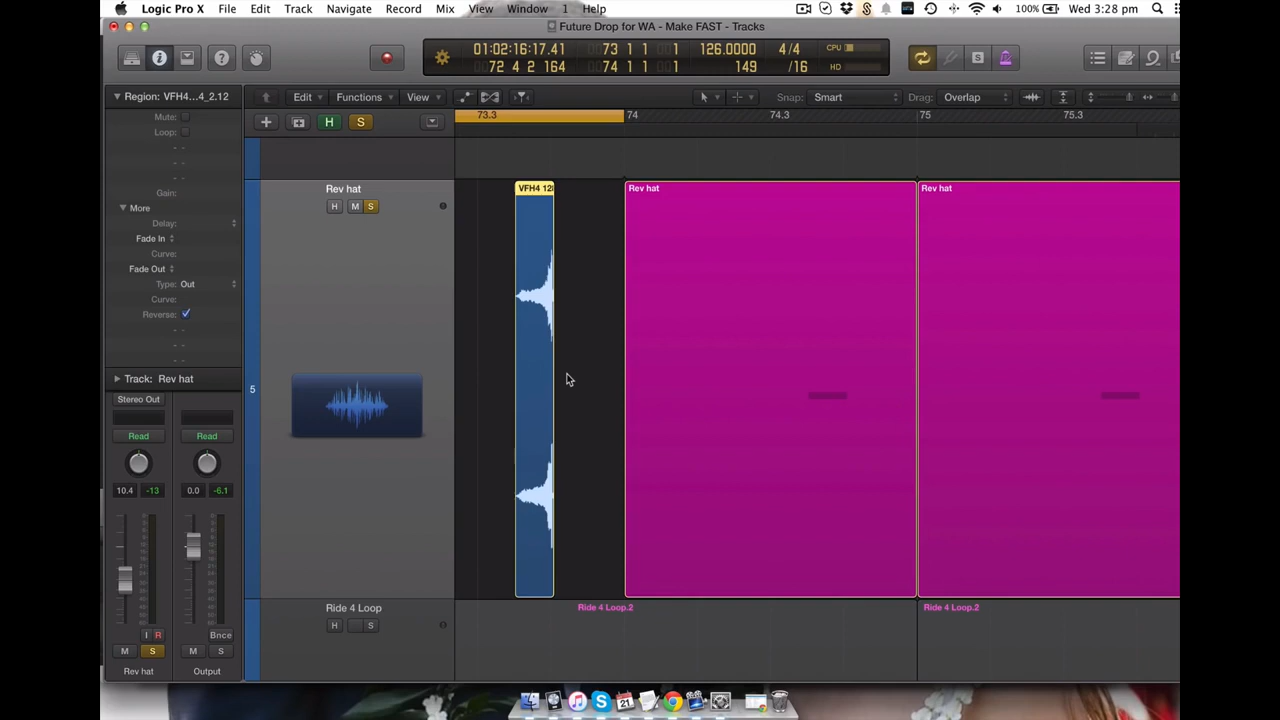 Logic Pro X File Edit Track Navigate Record Mix View Window 1 Help 100% Wed 3:28 pm
Future Drop for WA - Make FAST - Tracks
01:02:16:17.41 73 1 1 1 126.0000 4/4 CPU
72 4 2 164 74 1 1 1 149 /16 HD
Region: VFH4...4_2.12 Edit Functions View Snap: Smart Drag: Overlap
Mute:
Loop:
73.3 74 74.3 75 75.3
H S
Gain:
More
Delay:
Fade In
Curve:
Fade Out
Type: Out
Curve:
Reverse:
Rev hat
H M S
VFH4 12 Rev hat Rev hat
5
Track: Rev hat
Stereo Out
Read Read
10.4 -13 0.0 -6.1
I R Bnce
M S M S
Rev hat Output
Ride 4 Loop
H S
Ride 4 Loop.2 Ride 4 Loop.2